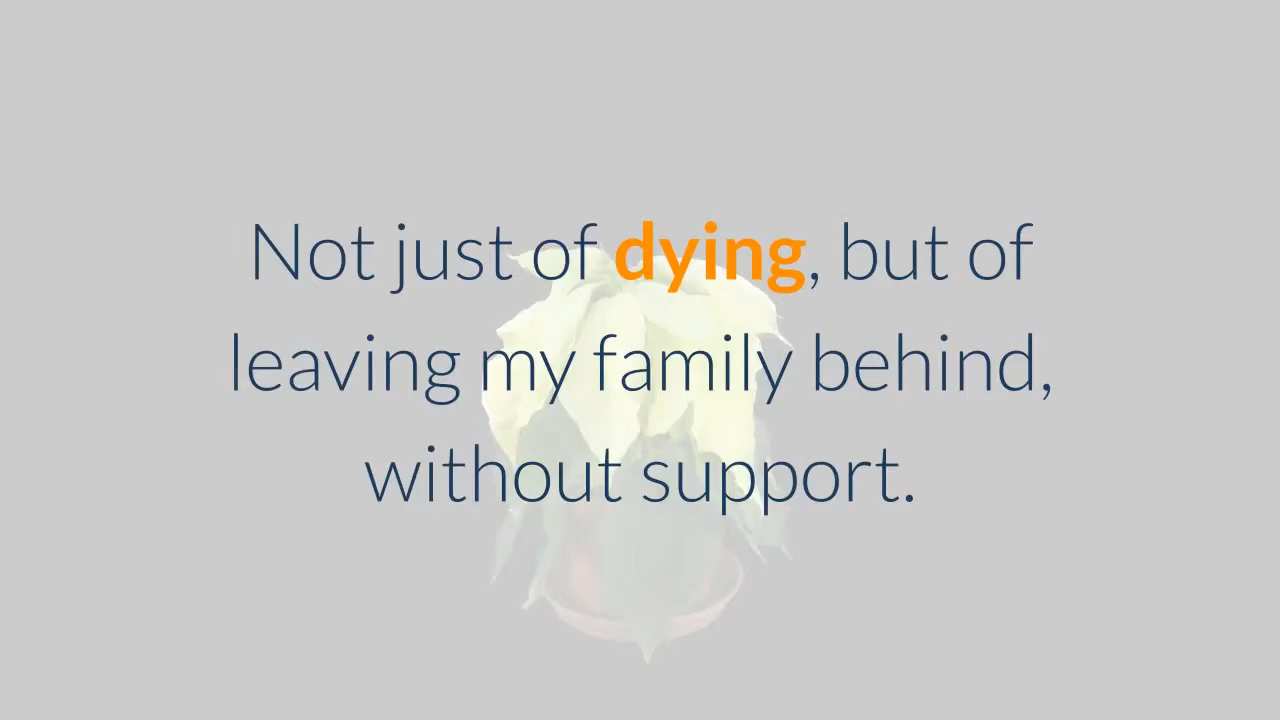 Not just of dying, but of
leaving my family behind,
without support.